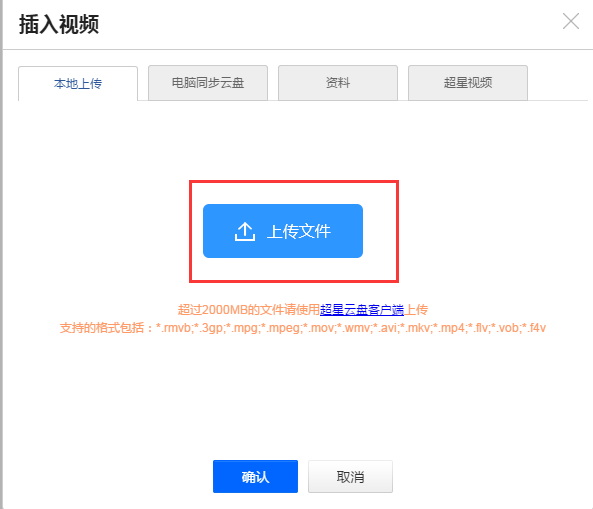 插入视频
本地上传
电脑同步云盘
资料
超星视频
上传文件
超过2000MB的文件请使用超星云盘客户端上传
支持的格式包括：*.rmvb;*.3gp;*.mpg;*.mpeg;*.mov;*.wmv;*.avi;*.mkv;*.mp4;*.flv;*.vob;*.f4v
确认
取消